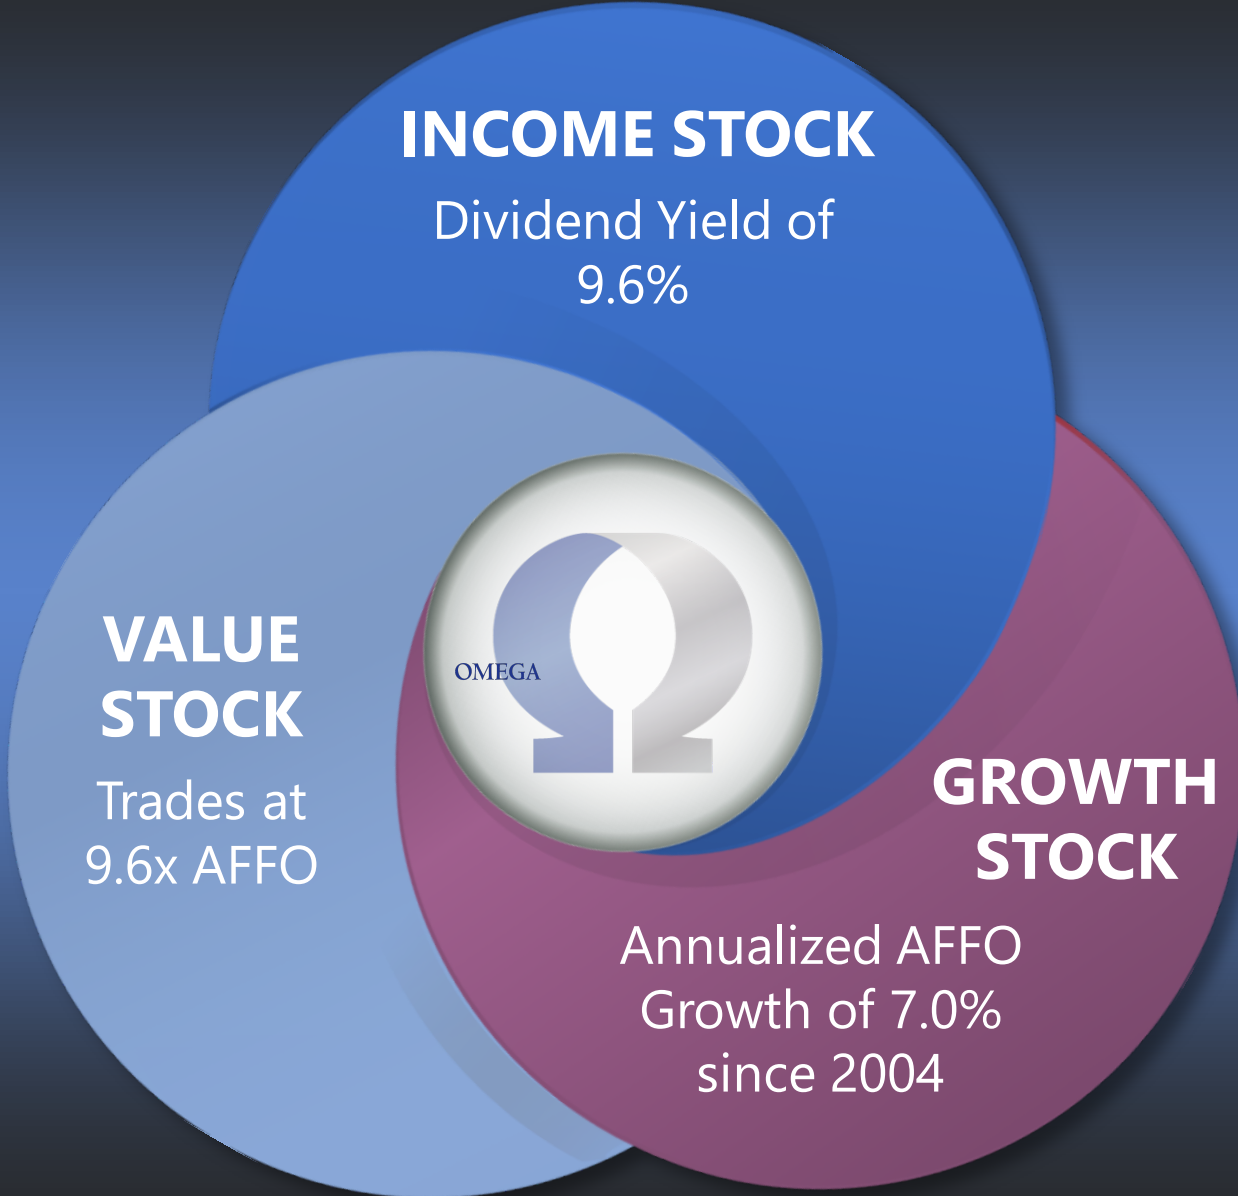 INCOME STOCK
Dividend Yield of
9.6%
VALUE
STOCK
Trades at
9.6x AFFO
OMEGA
GROWTH
STOCK
Annualized AFFO
Growth of 7.0%
since 2004